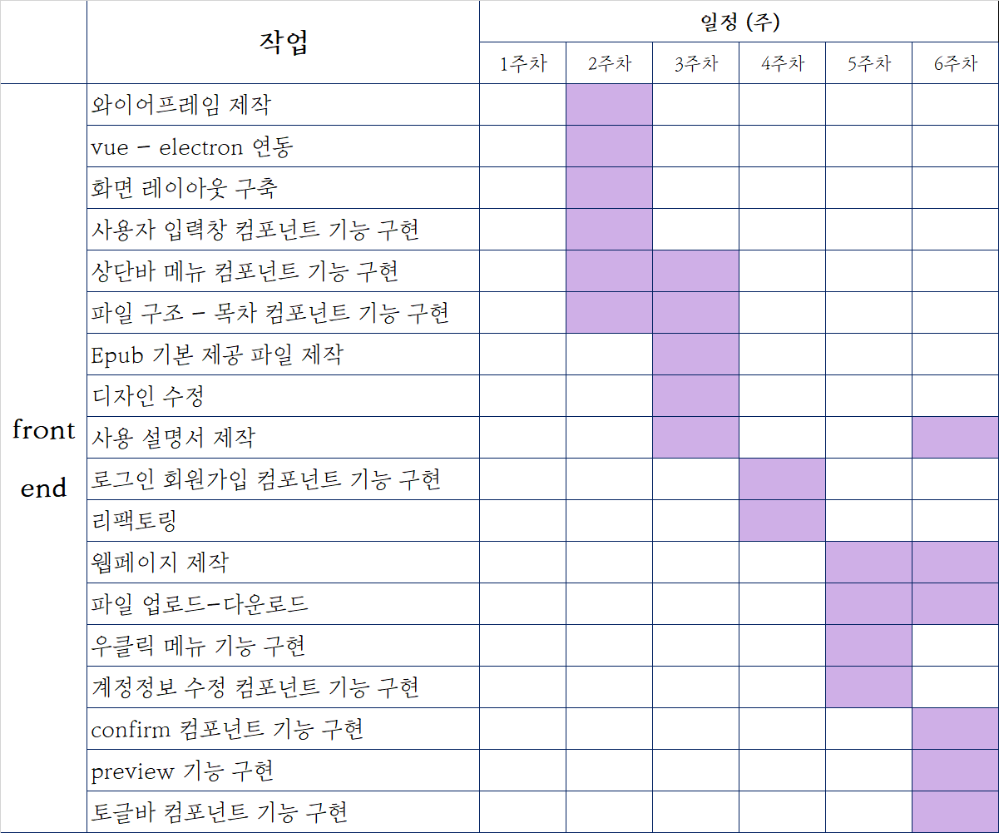 작업
일정 (주)
1주차 2주차 3주차 4주차 5주차 6주차
front
end
와이어프레임 제작
vue - electron 연동
화면 레이아웃 구축
사용자 입력창 컴포넌트 기능 구현
상단바 메뉴 컴포넌트 기능 구현
파일 구조 - 목차 컴포넌트 기능 구현
Epub 기본 제공 파일 제작
디자인 수정
사용 설명서 제작
로그인 회원가입 컴포넌트 기능 구현
리팩토링
웹페이지 제작
파일 업로드-다운로드
우클릭 메뉴 기능 구현
계정정보 수정 컴포넌트 기능 구현
confirm 컴포넌트 기능 구현
preview 기능 구현
토글바 컴포넌트 기능 구현